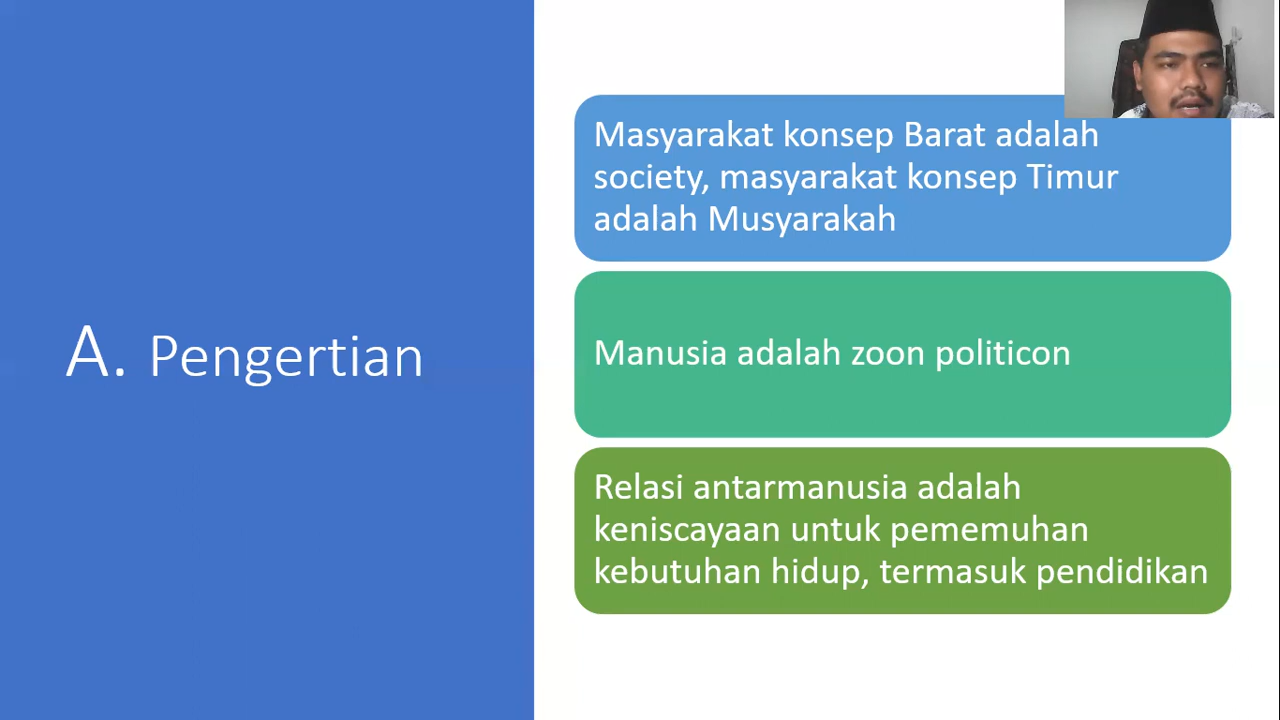 A. Pengertian
Masyarakat konsep Barat adalah
society, masyarakat konsep Timur
adalah Musyarakah
Manusia adalah zoon politicon
Relasi antarmanusia adalah
keniscayaan untuk pememuhan
kebutuhan hidup, termasuk pendidikan